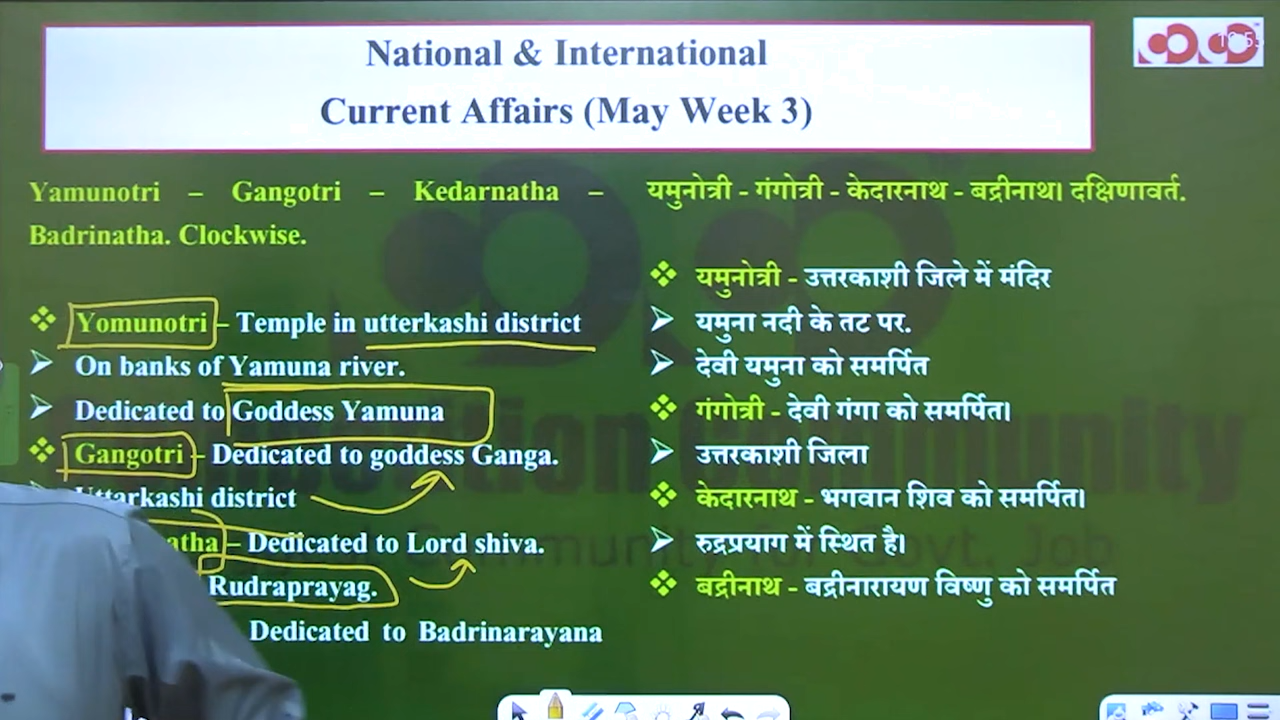 National & International
Current Affairs (May Week 3)
Yamunotri – Gangotri – Kedarnatha –
Badrinatha. Clockwise.
Yomunotri – Temple in utterkashi district
On banks of Yamuna river.
Dedicated to Goddess Yamuna
Gangotri – Dedicated to goddess Ganga.
Uttarkashi district
atha – Dedicated to Lord shiva.
Rudraprayag.
Dedicated to Badrinarayana
यमुनोत्री - गंगोत्री - केदारनाथ - बद्रीनाथ। दक्षिणावर्त.
यमुनोत्री - उत्तरकाशी जिले में मंदिर
यमुना नदी के तट पर.
देवी यमुना को समर्पित
गंगोत्री - देवी गंगा को समर्पित।
उत्तरकाशी जिला
केदारनाथ - भगवान शिव को समर्पित।
रुद्रप्रयाग में स्थित है।
बद्रीनाथ - बद्रीनारायण विष्णु को समर्पित